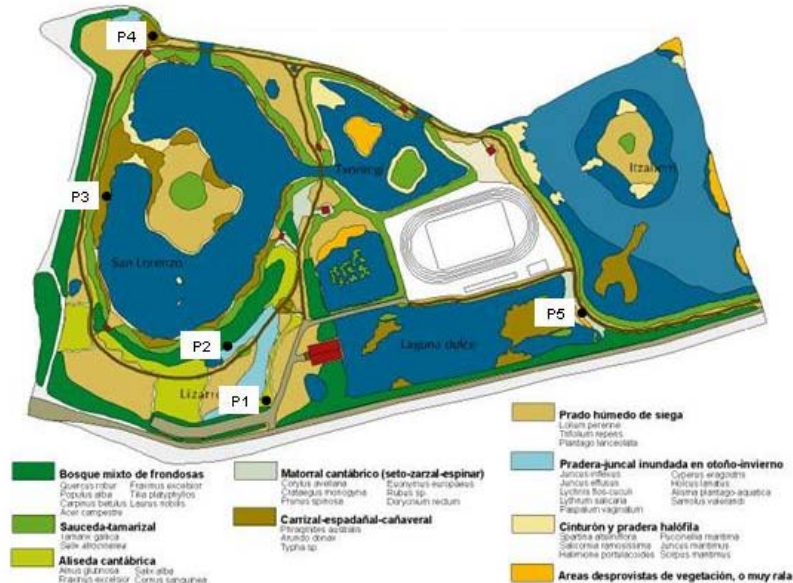 P4
Txoritegi
Itzaberri
P3
San Lorenzo
P5
P2
Laguna dulce
P1
Bosque mixto de frondosas
Quercus robur Fraxinus excelsior
Populus alba Tilia platyphylos
Carpinus betulus Laurus nobilis
Acer campestre
Sauceda-tamarizal
Tamarix gallica
Salix atrocinerea
Aliseda cantábrica
Alnus glutinosa Salix alba
Fraxinus excelsior Cornus sanguinea
Matorral cantábrico (seto-zarzal-espinar)
Corylus avellana Euonymus europaeus
Crataegus monogyna Rubus sp
Prunus spinosa Dorycnium rectum
Carrizal-espadañal-cañaveral
Phragmites australis
Arundo donax
Typha sp
Prado húmedo de siega
Lolium perenne
Trifolium repens
Plantago lanceolata
Pradera-juncal inundada en otoño-invierno
Juncus inflexus Cyperus eragrostis
Juncus effusus Holcus lanatus
Lychnis flos-cuculi Alisma plantago-aquatica
Lythrum salicaria Samolus valerandi
Paspalum vaginatum
Cinturón y pradera halófila
Spartina alterniflora Puccinellia maritima
Salicornia ramosissima Juncus maritimus
Halimione portulacoides Scirpus maritimus
Areas desprovistas de vegetación, o muy rala